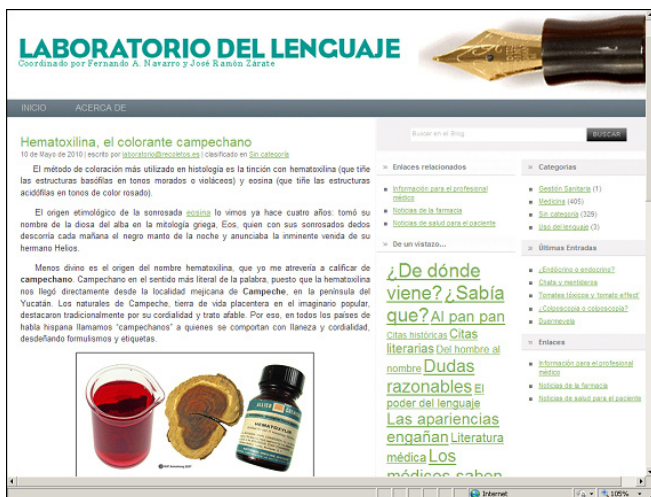 LABORATORIO DEL LENGUAJE
Coordinado por Fernando A. Navarro y José Ramón Zárate
INICIO
ACERCA DE
Hematoxilina, el colorante campechano
10 de Mayo de 2010 | escrito por laboratorio@recoletos.es | clasificado en Sin categoría
El método de coloración más utilizado en histología es la tinción con hematoxilina (que tiñe
las estructuras basófilas en tonos morados o violáceos) y eosina (que tiñe las estructuras
acidófilas en tonos de color rosado).
El origen etimológico de la sonrosada eosina lo vimos ya hace cuatro años: tomó su
nombre de la diosa del alba en la mitología griega, Eos, quien con sus sonrosados dedos
descorría cada mañana el negro manto de la noche y anunciaba la inminente venida de su
hermano Helios.
Menos divino es el origen del nombre hematoxilina, que yo me atrevería a calificar de
campechano. Campechano en el sentido más literal de la palabra, puesto que la hematoxilina
nos llegó directamente desde la localidad mejicana de Campeche, en la península del
Yucatán. Los naturales de Campeche, tierra de vida placentera en el imaginario popular,
destacaron tradicionalmente por su cordialidad y trato afable. Por eso, en todos los países de
habla hispana llamamos “campechanos” a quienes se comportan con llaneza y cordialidad,
desdeñando formulismos y etiquetas.
HEMATOXYLIN
Buscar en el Blog
BUSCAR
» Enlaces relacionados
Información para el profesional
médico
Noticias de la farmacia
Noticias de salud para el paciente
» De un vistazo...
¿De dónde
viene? ¿Sabía
que? Al pan pan
Citas históricas Citas
literarias Del hombre al
nombre Dudas
razonables El
poder del lenguaje
Las apariencias
engañan Literatura
médica Los
médicos saben
» Categorias
Gestión Sanitaria (1)
Medicina (405)
Sin categoría (329)
Uso del lenguaje (3)
» Últimas Entradas
¿Endócrino o endocrino?
Chata y mentideros
Tomates tóxicos y 'tomato effect'
¿Colposcopia o culposcopia?
Duermevela
» Enlaces
Información para el profesional
médico
Noticias de la farmacia
Noticias de salud para el paciente
Internet
105%